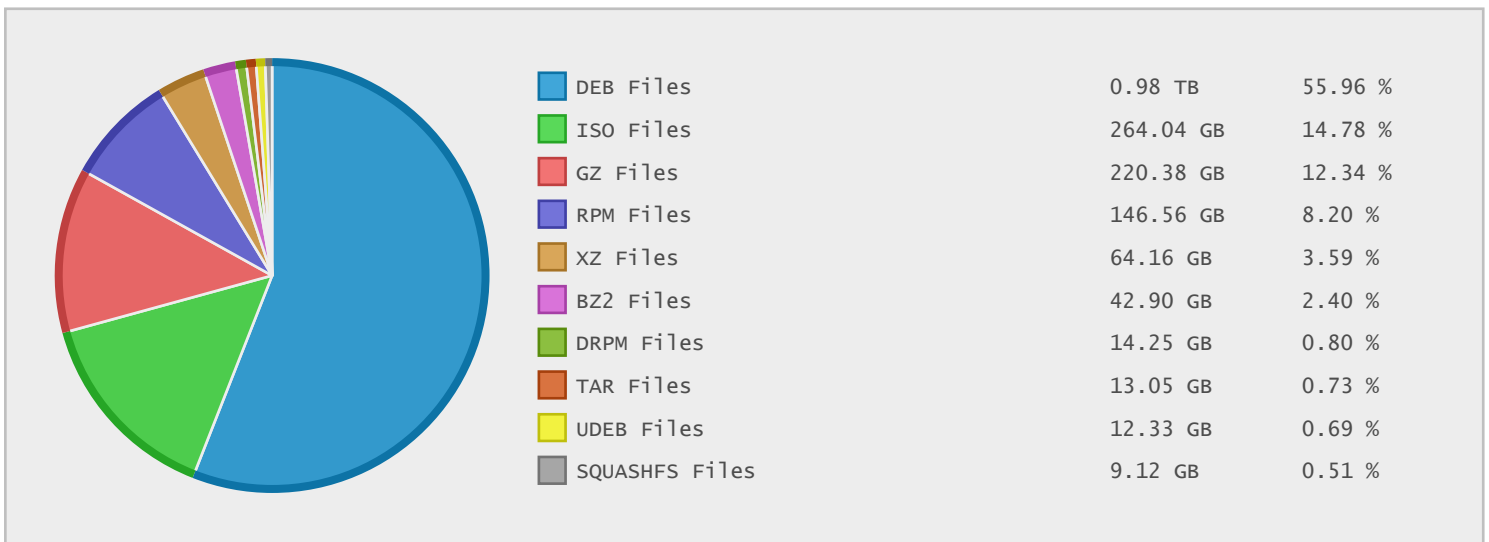 DEB Files 0.98 TB 55.96 %
ISO Files 264.04 GB 14.78 %
GZ Files 220.38 GB 12.34 %
RPM Files 146.56 GB 8.20 %
XZ Files 64.16 GB 3.59 %
BZ2 Files 42.90 GB 2.40 %
DRPM Files 14.25 GB 0.80 %
TAR Files 13.05 GB 0.73 %
UDEB Files 12.33 GB 0.69 %
SQUASHFS Files 9.12 GB 0.51 %